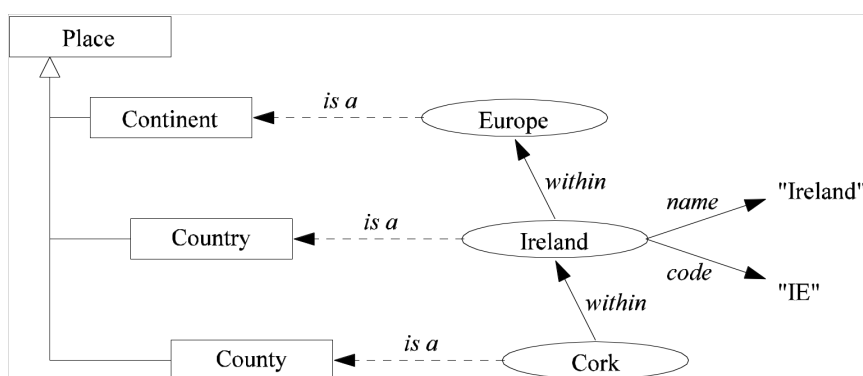 Place
is a
Continent
Europe
within
name
"Ireland"
is a
Country
Ireland
code
"IE"
within
is a
County
Cork